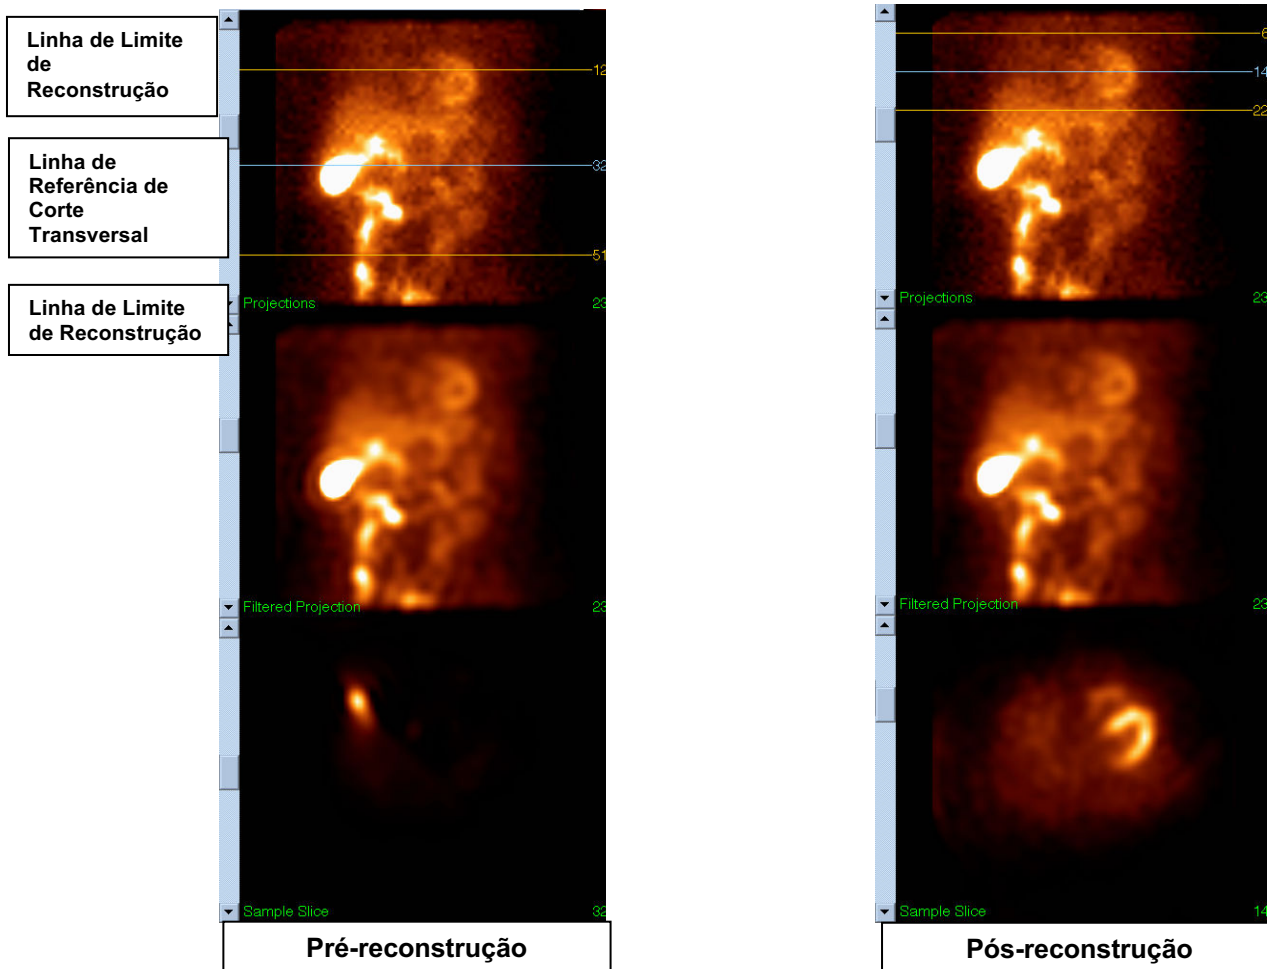 Linha de Limite
de
Reconstrução
Linha de
Referência de
Corte
Transversal
Linha de Limite
de Reconstrução
12
32
51
Projections 23
Filtered Projection 23
Sample Slice 32
Pré-reconstrução
6
14
22
Projections 23
Filtered Projection 23
Sample Slice 14
Pós-reconstrução